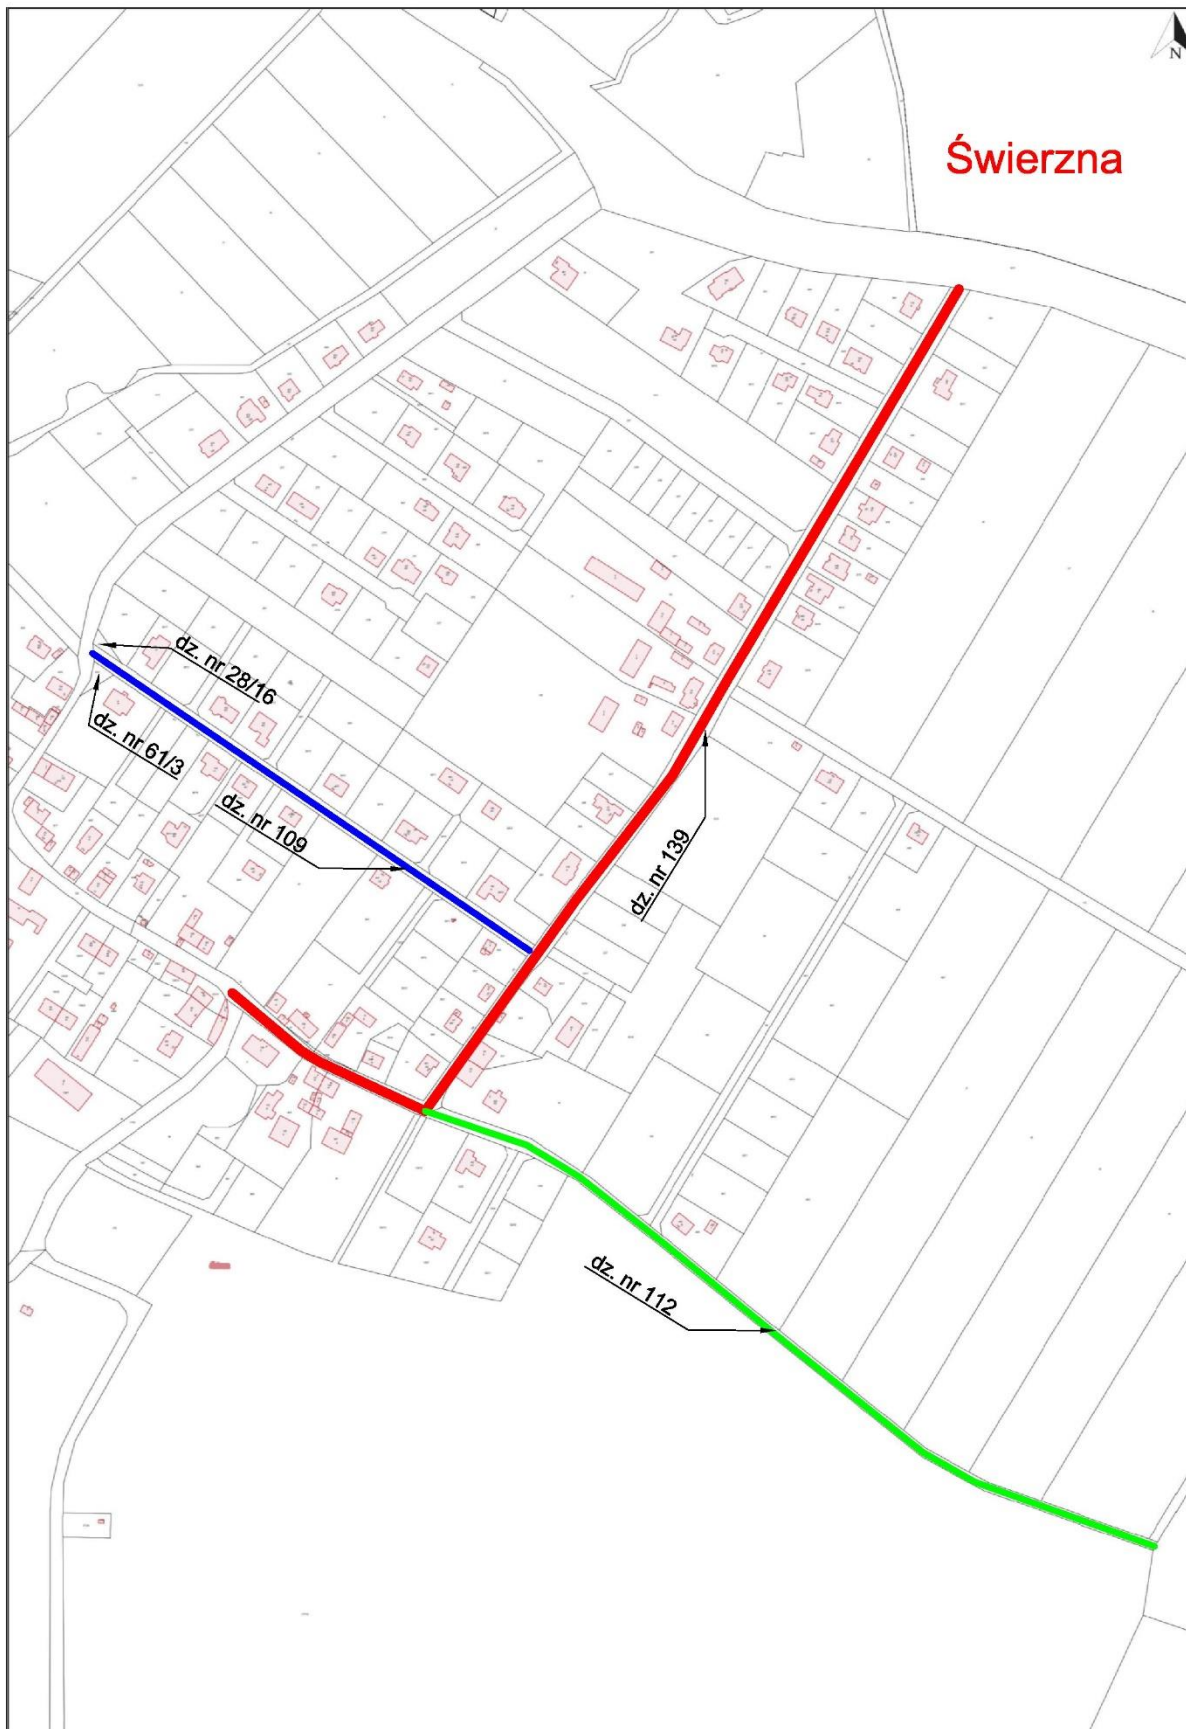 N
Świerzna
dz. nr 28/16
dz. nr 61/3
dz. nr 109
dz. nr 139
dz. nr 112